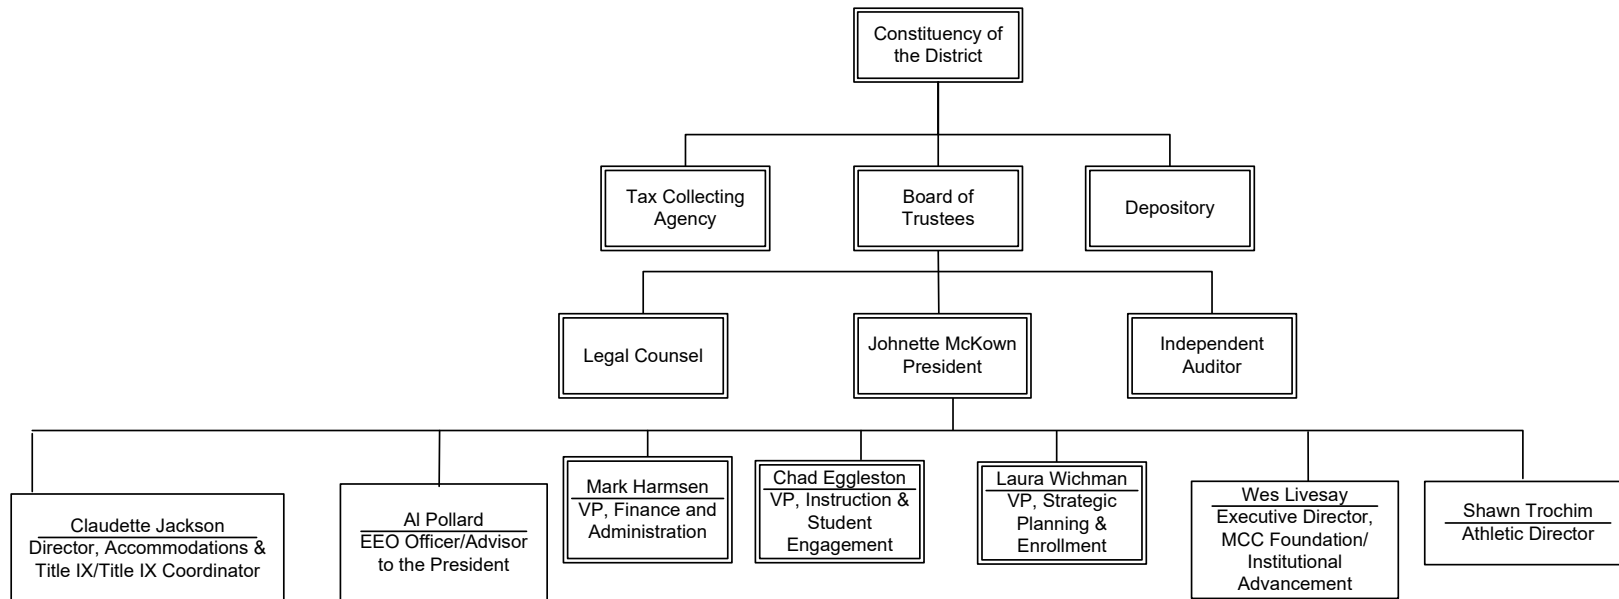 Constituency of
the District
Tax Collecting
Agency
Board of
Trustees
Depository
Legal Counsel
Johnette McKown
President
Independent
Auditor
Claudette Jackson
Director, Accommodations &
Title IX/Title IX Coordinator
Al Pollard
EEO Officer/Advisor
to the President
Mark Harmsen
VP, Finance and
Administration
Chad Eggleston
VP, Instruction &
Student
Engagement
Laura Wichman
VP, Strategic
Planning &
Enrollment
Wes Livesay
Executive Director,
MCC Foundation/
Institutional
Advancement
Shawn Trochim
Athletic Director